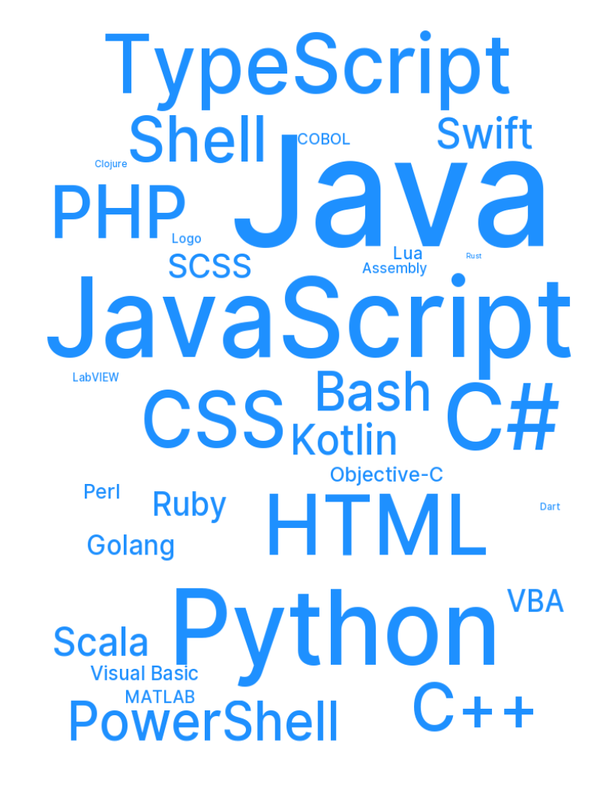 TypeScript
Shell
COBOL
Swift
Clojure
Java
PHP
Logo
Lua
Rust
SCSS
Assembly
JavaScript
LabVIEW
Bash
CSS
C#
Kotlin
Objective-C
Perl
Ruby
HTML
Dart
Golang
Python
VBA
Scala
Visual Basic
MATLAB
C++
PowerShell